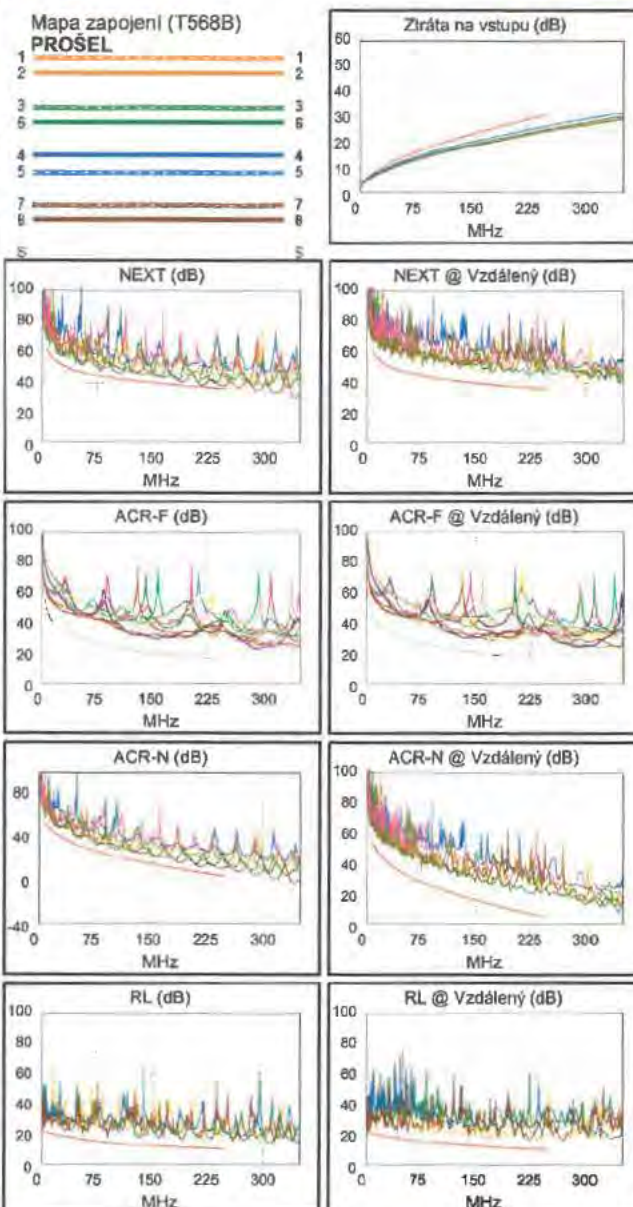 Mapa zapojení (T568B)
PROŠEL
1 1
2 2
3 3
6 6
4 4
5 5
7 7
8 8
S S
Ztráta na vstupu (dB)
60
50
40
30
20
10
0
0 75 150 225 300
MHz
NEXT (dB)
100
80
60
40
20
0
0 75 150 225 300
MHz
NEXT @ Vzdálený (dB)
100
80
60
40
20
0
0 75 150 225 300
MHz
ACR-F (dB)
100
80
60
40
20
0
0 75 150 225 300
MHz
ACR-F @ Vzdálený (dB)
100
80
60
40
20
0
0 75 150 225 300
MHz
ACR-N (dB)
80
40
0
-40
0 75 150 225 300
MHz
ACR-N @ Vzdálený (dB)
100
80
60
40
20
0
0 75 150 225 300
MHz
RL (dB)
100
80
60
40
20
0
0 75 150 225 300
MHz
RL @ Vzdálený (dB)
100
80
60
40
20
0
0 75 150 225 300
MHz